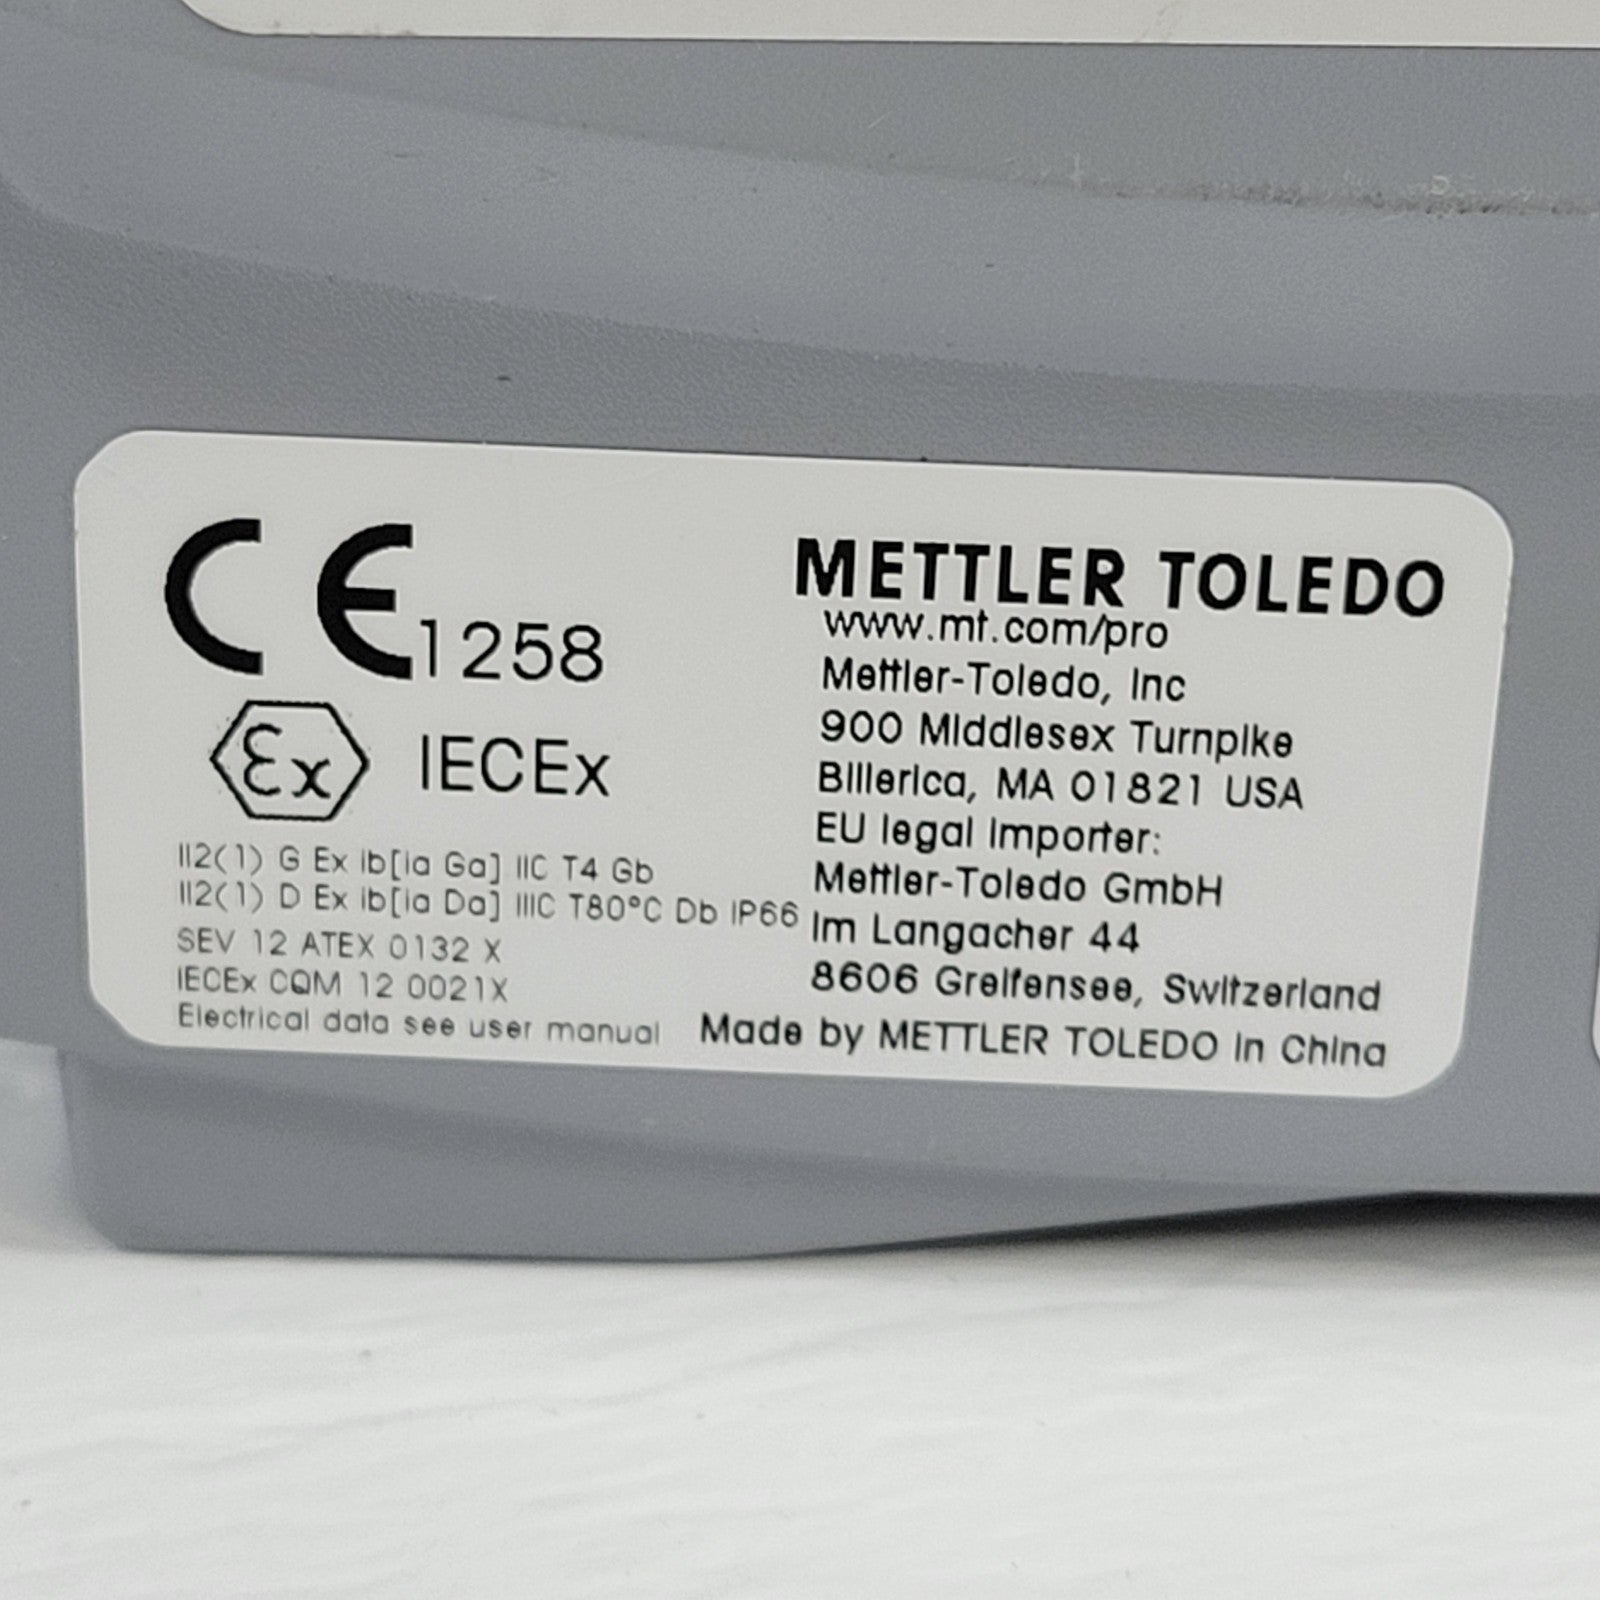 CE 1258
Ex IECEx
II2(1) G Ex ib[ia Ga] IIC T4 Gb
II2(1) D Ex ib[ia Da] IIIC T80°C Db IP66
SEV 12 ATEX 0132 X
IECEx CQM 12 0021X
Electrical data see user manual
METTLER TOLEDO
www.mt.com/pro
Mettler-Toledo, Inc
900 Middlesex Turnpike
Billerica, MA 01821 USA
EU legal importer:
Mettler-Toledo GmbH
Im Langacher 44
8606 Greifensee, Switzerland
Made by METTLER TOLEDO in China